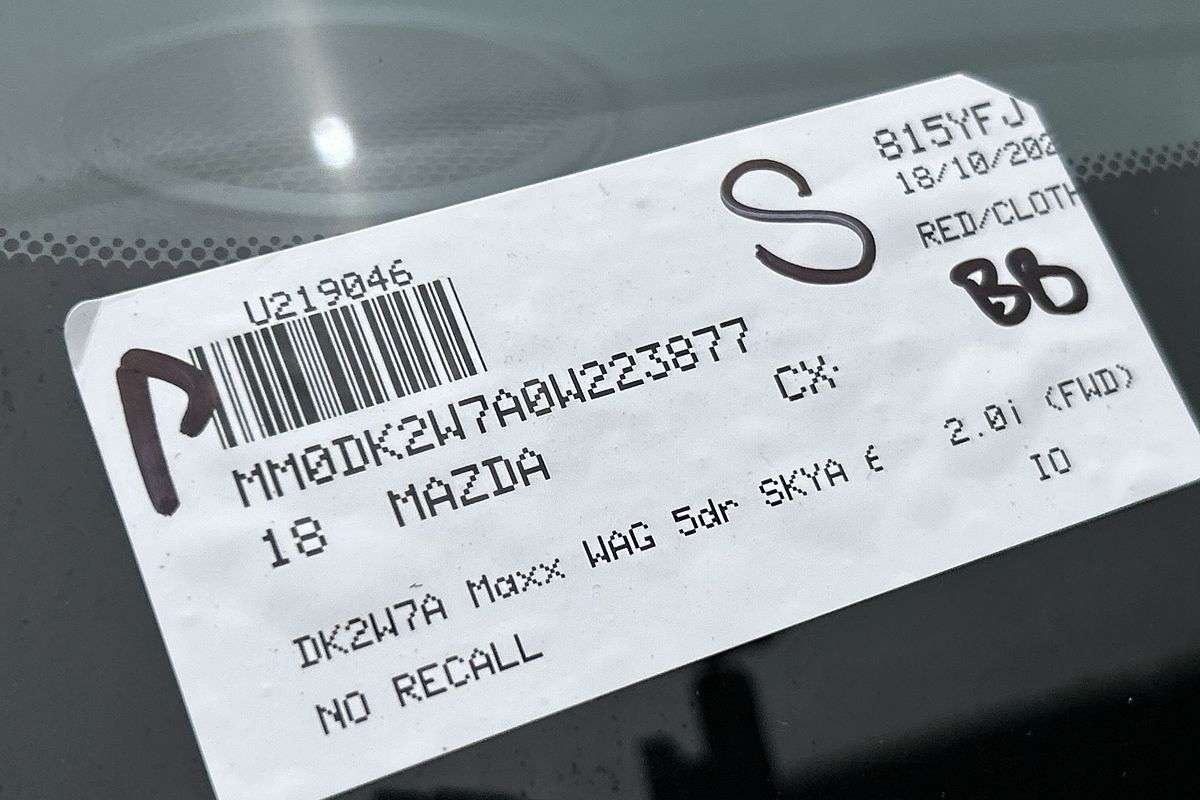 815YFJ
18/10/202
RED/CLOTH
S
BB
U219046
MM0DK2W7A0W223877
CX-
18 MAZDA
2.0i (FWD)
DK2W7A Maxx WAG 5dr SKYA
IO
NO RECALL